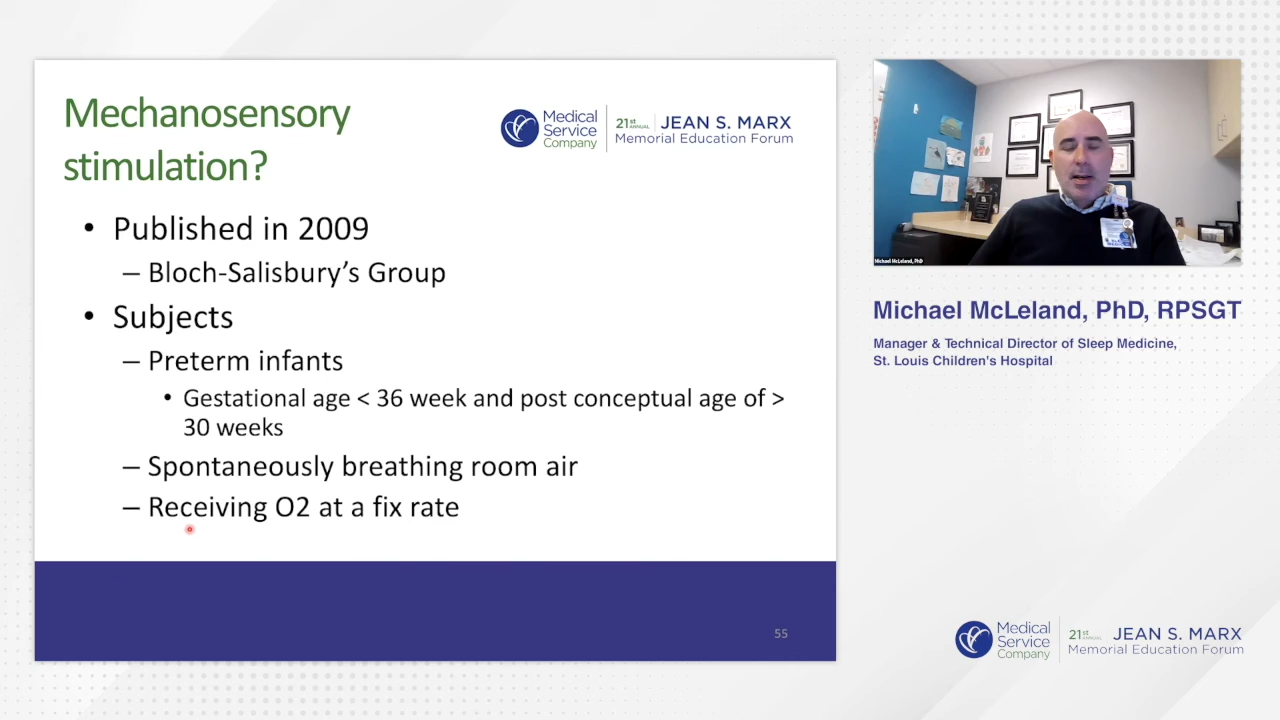 Mechanosensory
stimulation?
Medical
Service
Company
21st
ANNUAL
JEAN S. MARX
Memorial Education Forum
• Published in 2009
– Bloch-Salisbury's Group
• Subjects
– Preterm infants
• Gestational age < 36 week and post conceptual age of >
30 weeks
– Spontaneously breathing room air
– Receiving O2 at a fix rate
55
Michael McLeland, PhD
Michael McLeland, PhD, RPSGT
Manager & Technical Director of Sleep Medicine,
St. Louis Children's Hospital
Medical
Service
Company
21st
ANNUAL
JEAN S. MARX
Memorial Education Forum